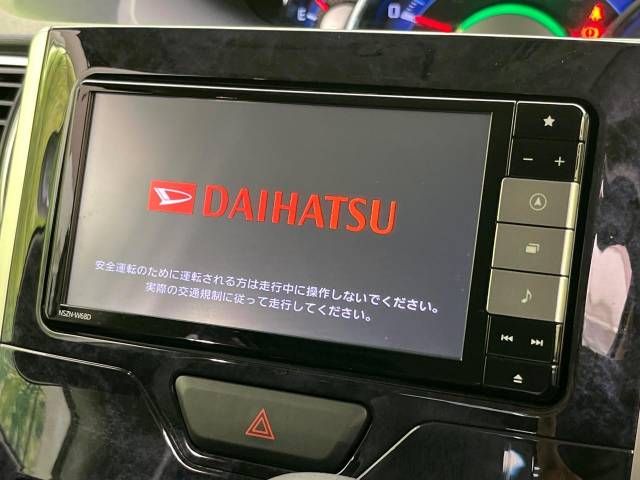 E
0
DAIHATSU
安全運転のために運転される方は走行中に操作しないでください。
実際の交通規制に従って走行してください。
NSZN-W68D